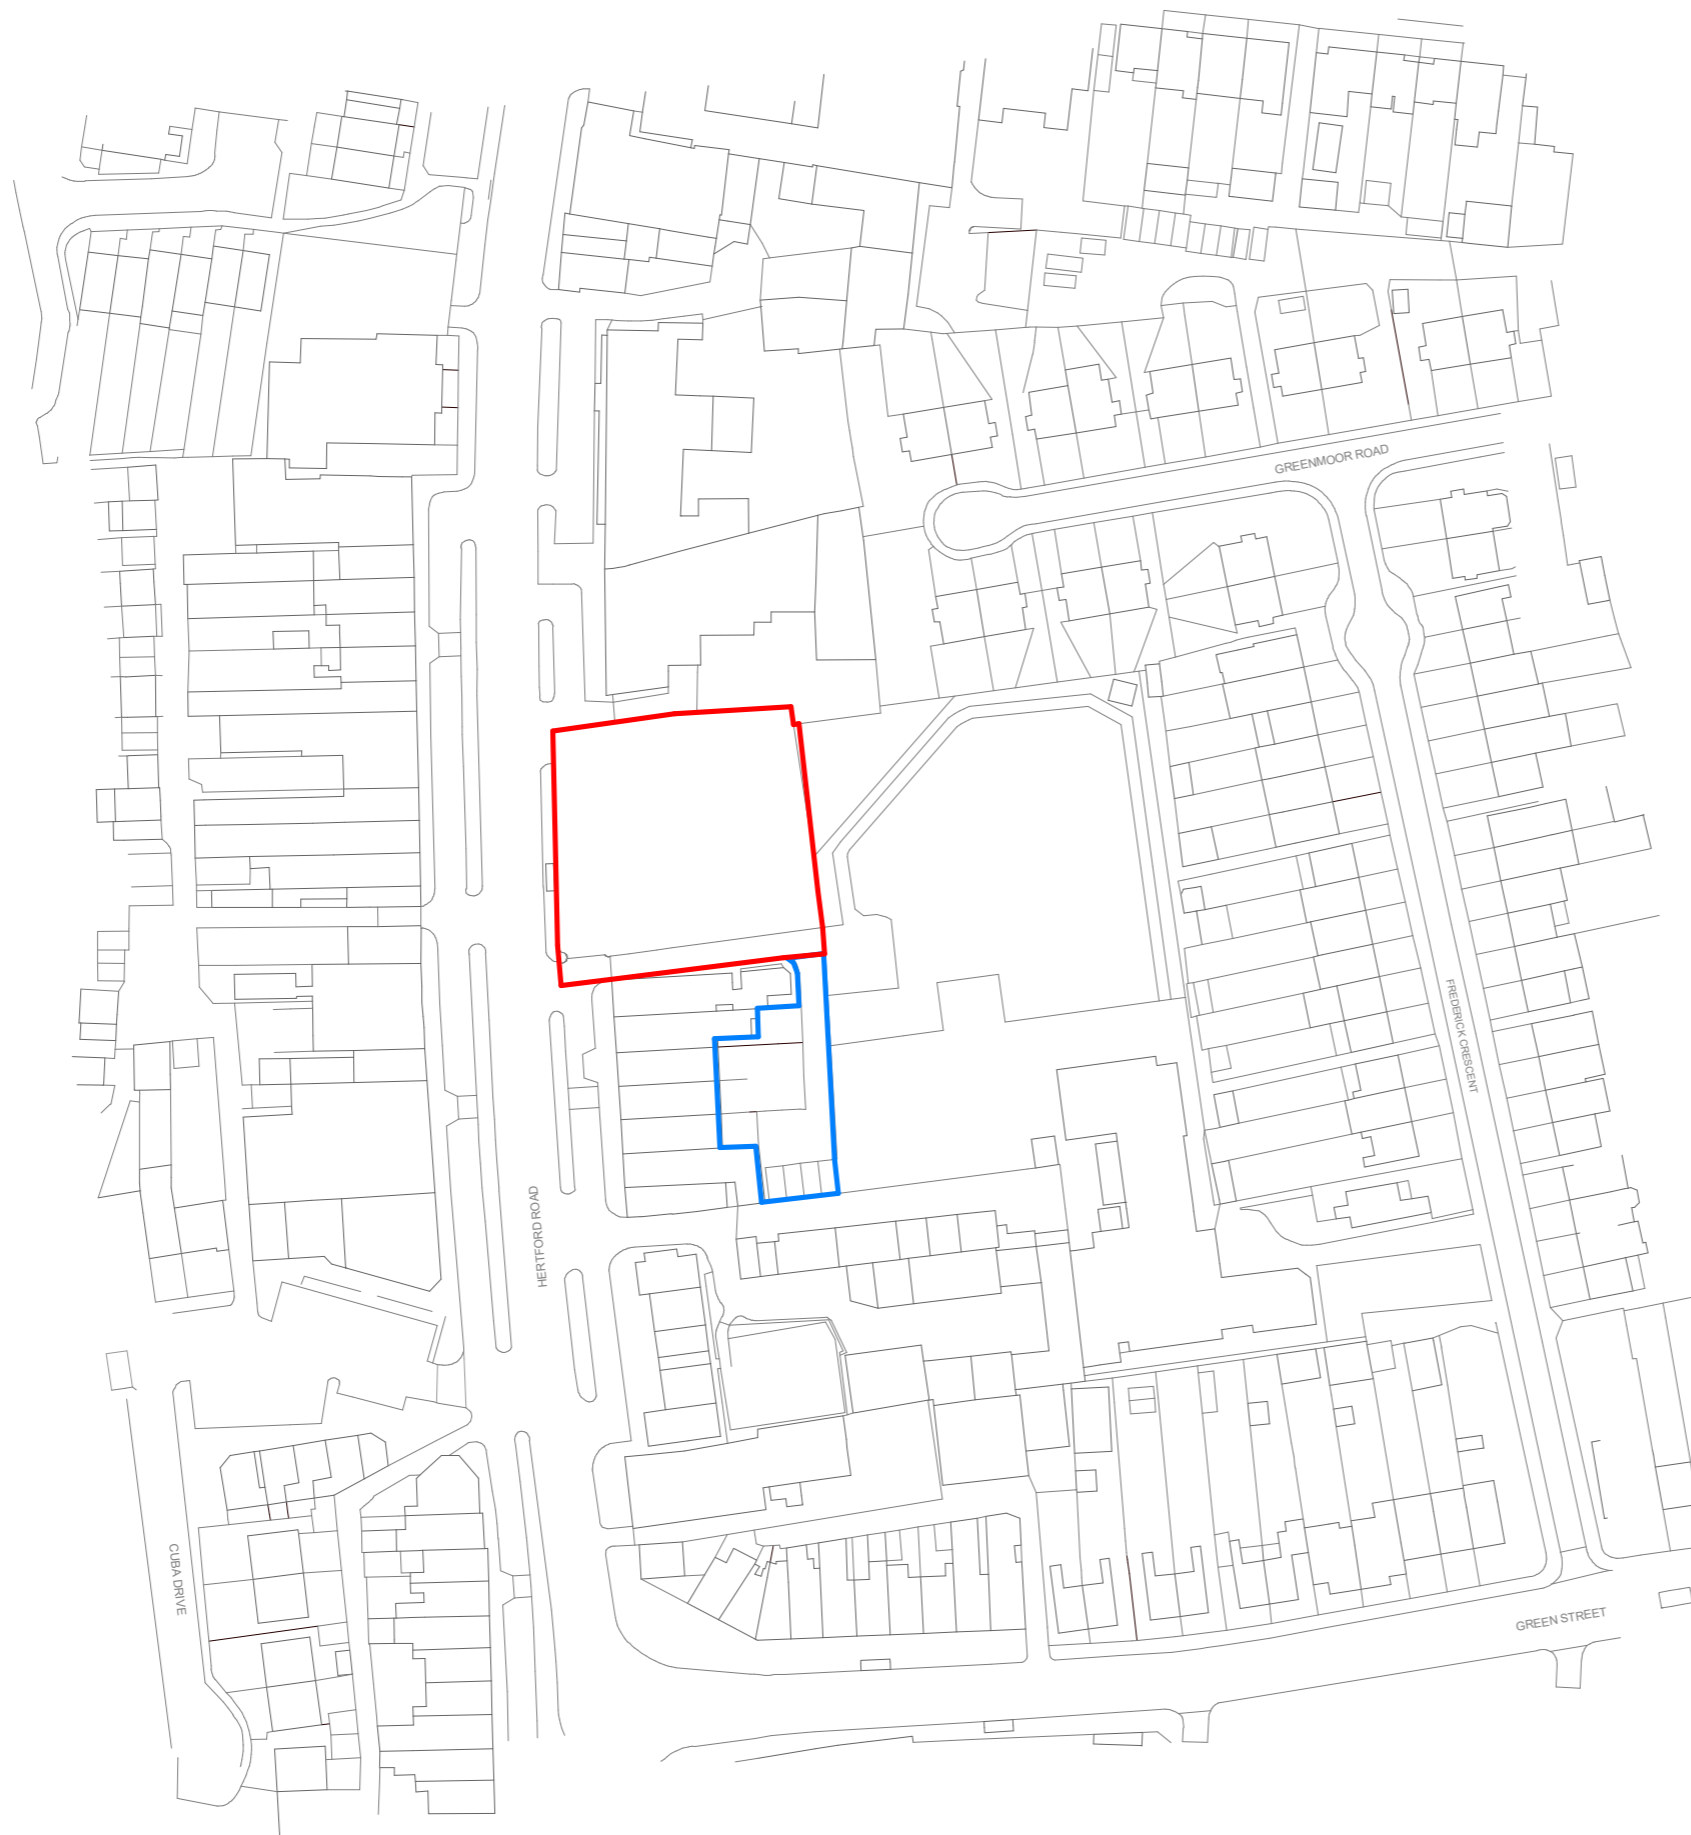 GREENMOOR ROAD
FREDERICK CRESCENT
HERTFORD ROAD
CUBA DRIVE
GREEN STREET